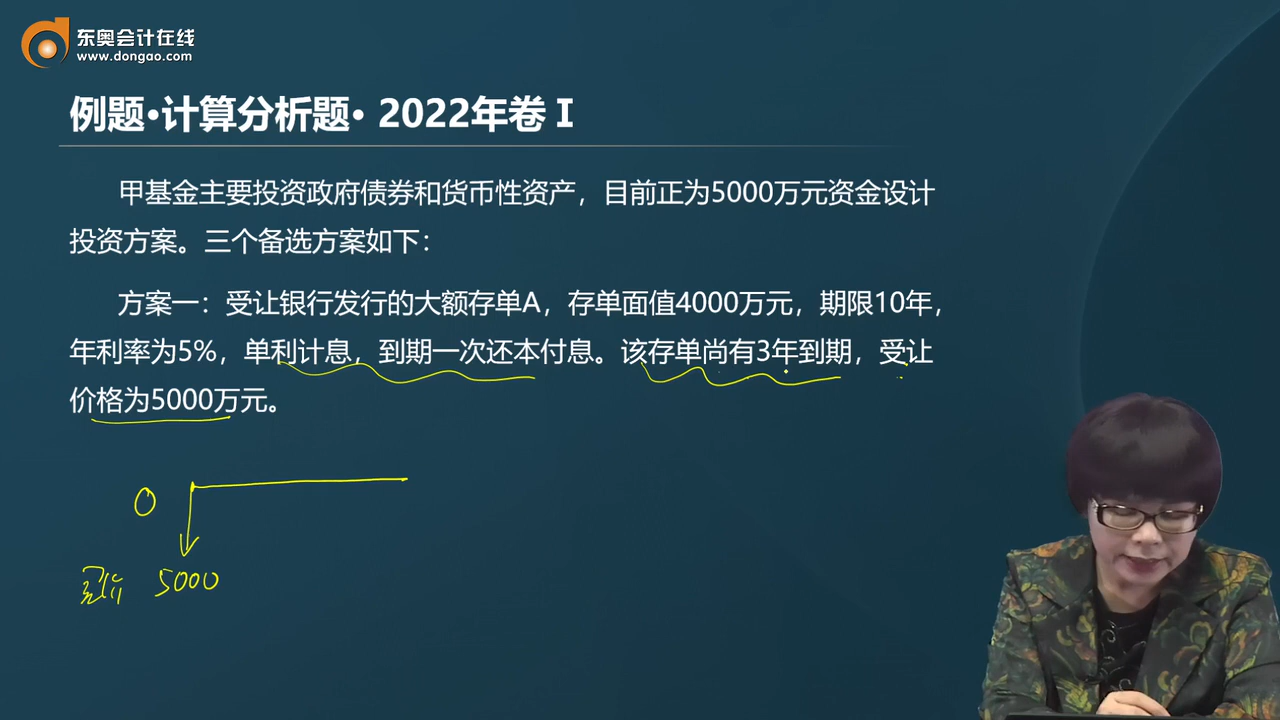 东奥会计在线
www.dongao.com
例题·计算分析题· 2022年卷Ⅰ
甲基金主要投资政府债券和货币性资产，目前正为5000万元资金设计
投资方案。三个备选方案如下：
方案一：受让银行发行的大额存单A，存单面值4000万元，期限10年，
年利率为5%，单利计息，到期一次还本付息。该存单尚有3年到期，受让
价格为5000万元。
0
买价 5000